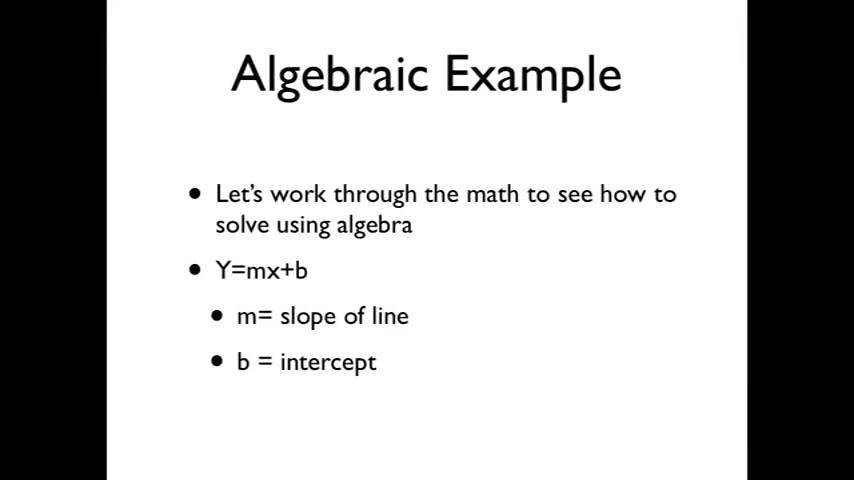 Algebraic Example
• Let's work through the math to see how to
solve using algebra
• Y=mx+b
• m= slope of line
• b = intercept